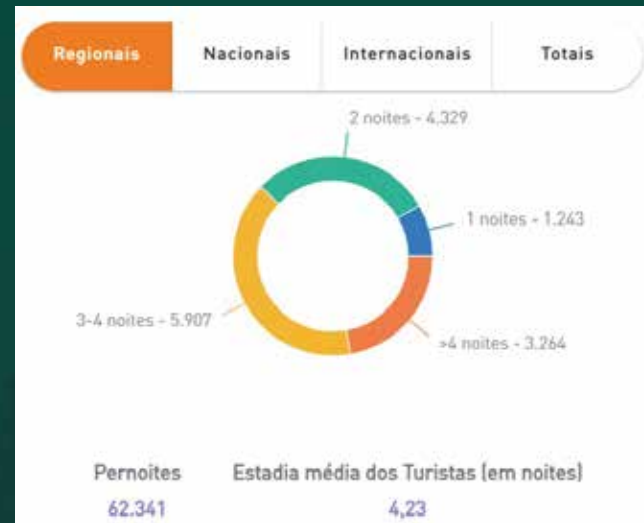 Regionais Nacionais Internacionais Totais
2 noites - 4.329
1 noites - 1.243
3-4 noites - 5.907
>4 noites - 3.264
Pernoites Estadia média dos Turistas (em noites)
62.341 4,23